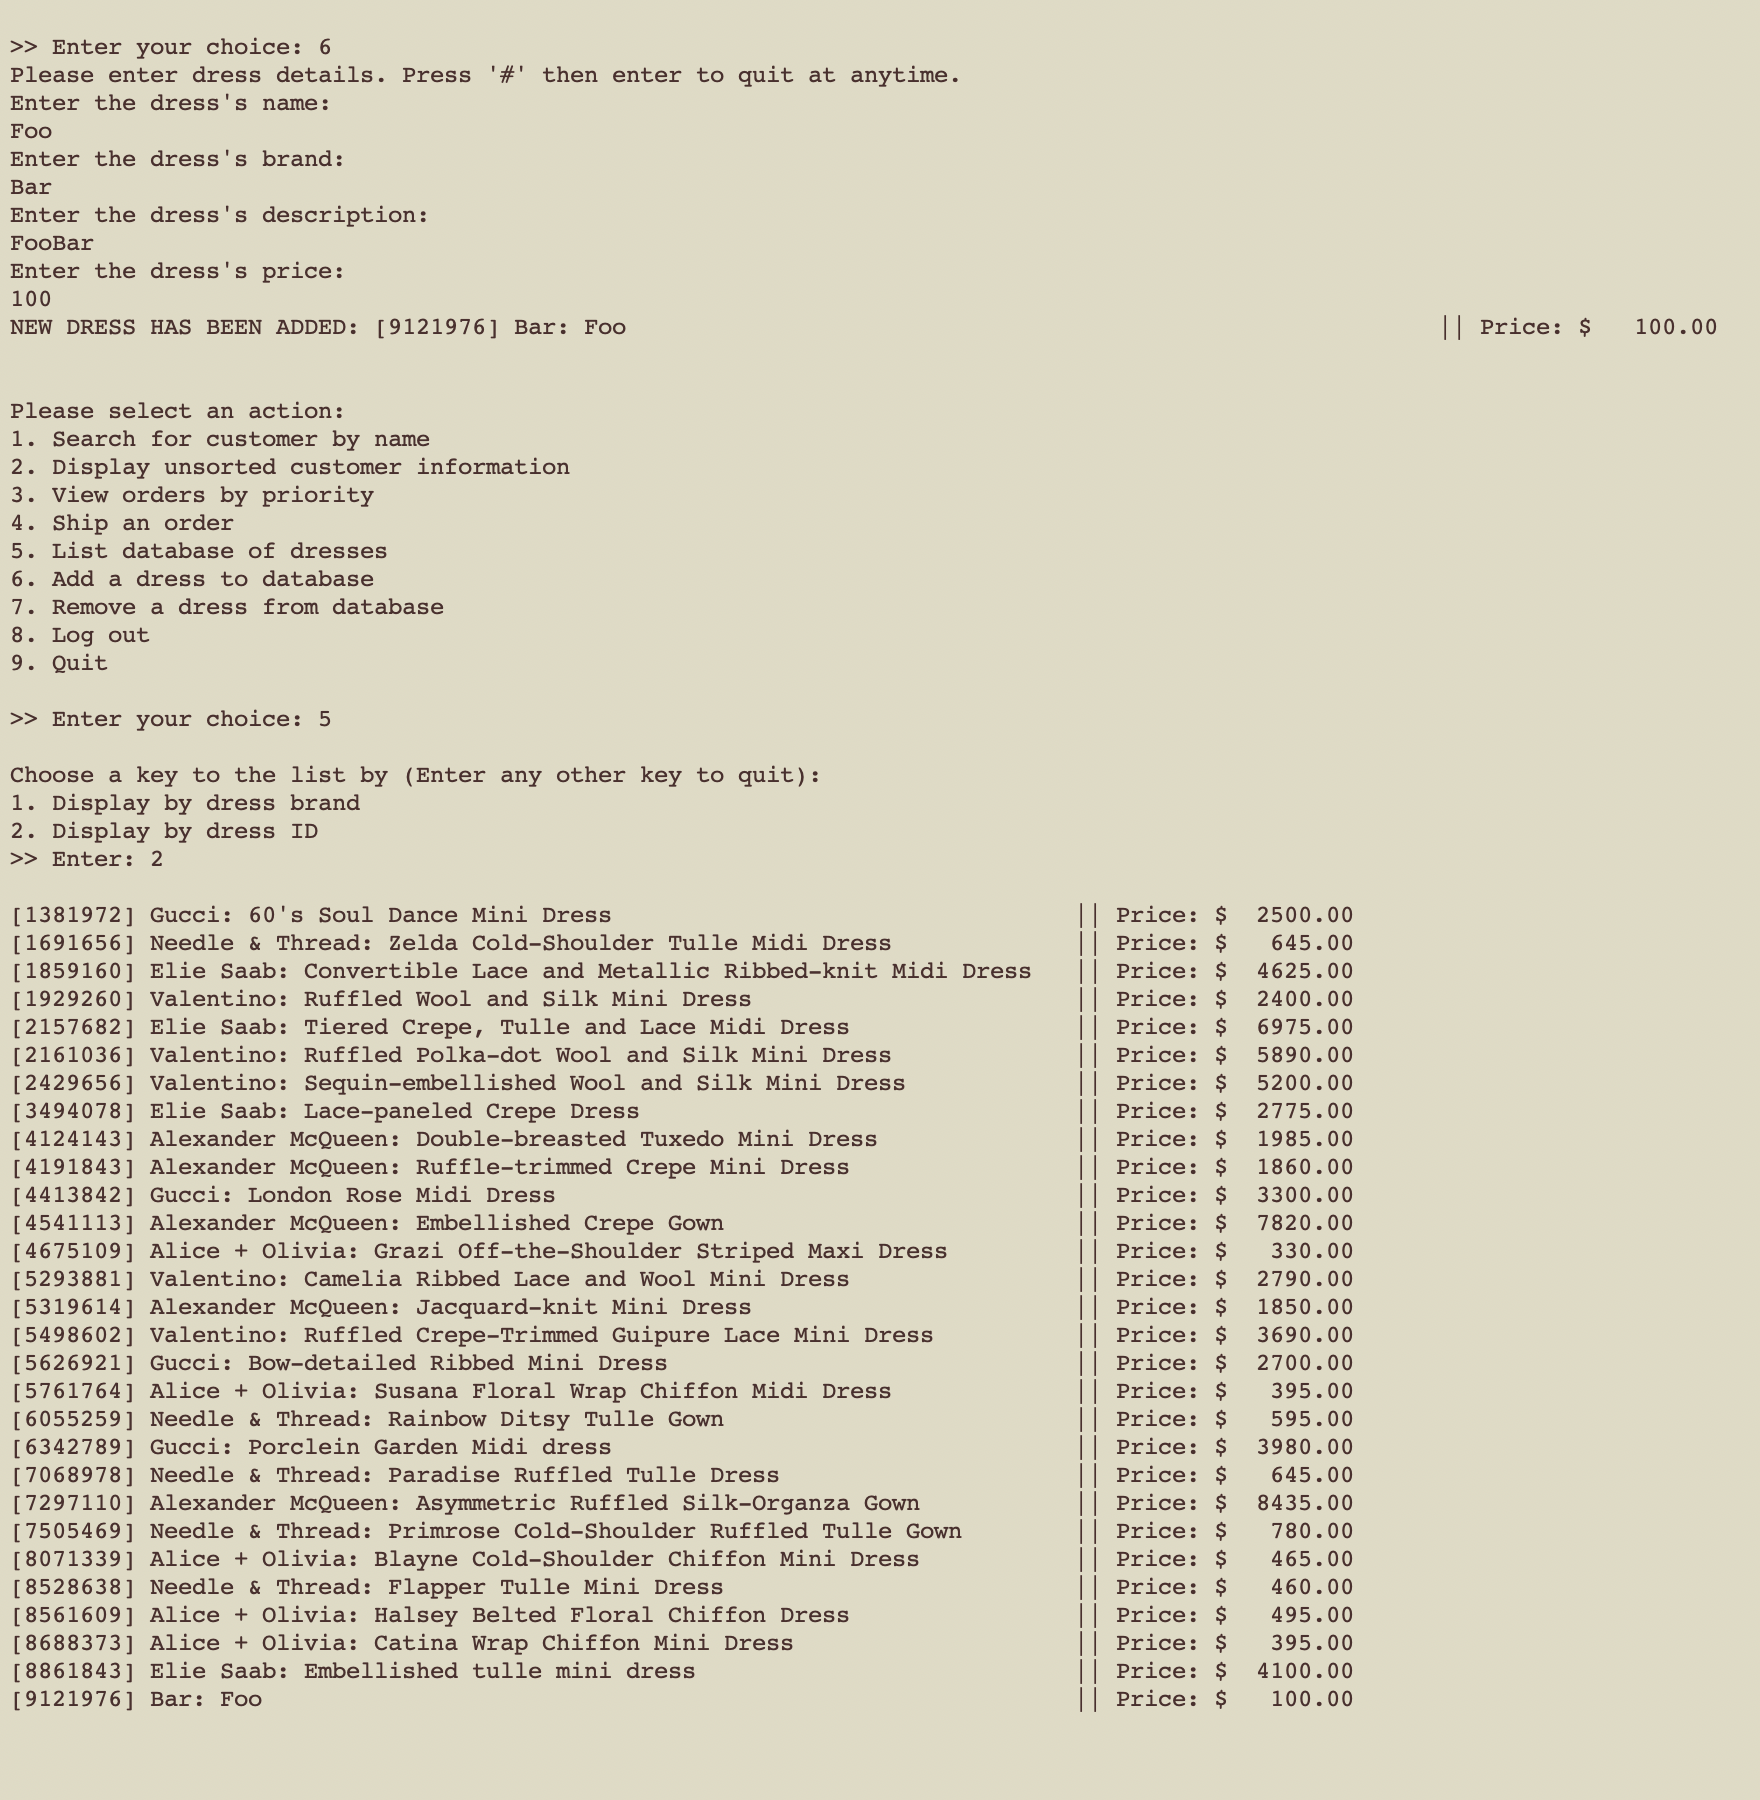 >> Enter your choice: 6
Please enter dress details. Press '#' then enter to quit at anytime.
Enter the dress's name:
Foo
Enter the dress's brand:
Bar
Enter the dress's description:
FooBar
Enter the dress's price:
100
NEW DRESS HAS BEEN ADDED: [9121976] Bar: Foo || Price: $ 100.00
Please select an action:
1. Search for customer by name
2. Display unsorted customer information
3. View orders by priority
4. Ship an order
5. List database of dresses
6. Add a dress to database
7. Remove a dress from database
8. Log out
9. Quit
>> Enter your choice: 5
Choose a key to the list by (Enter any other key to quit):
1. Display by dress brand
2. Display by dress ID
>> Enter: 2
[1381972] Gucci: 60's Soul Dance Mini Dress || Price: $ 2500.00
[1691656] Needle & Thread: Zelda Cold-Shoulder Tulle Midi Dress || Price: $ 645.00
[1859160] Elie Saab: Convertible Lace and Metallic Ribbed-knit Midi Dress || Price: $ 4625.00
[1929260] Valentino: Ruffled Wool and Silk Mini Dress || Price: $ 2400.00
[2157682] Elie Saab: Tiered Crepe, Tulle and Lace Midi Dress || Price: $ 6975.00
[2161036] Valentino: Ruffled Polka-dot Wool and Silk Mini Dress || Price: $ 5890.00
[2429656] Valentino: Sequin-embellished Wool and Silk Mini Dress || Price: $ 5200.00
[3494078] Elie Saab: Lace-paneled Crepe Dress || Price: $ 2775.00
[4124143] Alexander McQueen: Double-breasted Tuxedo Mini Dress || Price: $ 1985.00
[4191843] Alexander McQueen: Ruffle-trimmed Crepe Mini Dress || Price: $ 1860.00
[4413842] Gucci: London Rose Midi Dress || Price: $ 3300.00
[4541113] Alexander McQueen: Embellished Crepe Gown || Price: $ 7820.00
[4675109] Alice + Olivia: Grazi Off-the-Shoulder Striped Maxi Dress || Price: $ 330.00
[5293881] Valentino: Camelia Ribbed Lace and Wool Mini Dress || Price: $ 2790.00
[5319614] Alexander McQueen: Jacquard-knit Mini Dress || Price: $ 1850.00
[5498602] Valentino: Ruffled Crepe-Trimmed Guipure Lace Mini Dress || Price: $ 3690.00
[5626921] Gucci: Bow-detailed Ribbed Mini Dress || Price: $ 2700.00
[5761764] Alice + Olivia: Susana Floral Wrap Chiffon Midi Dress || Price: $ 395.00
[6055259] Needle & Thread: Rainbow Ditsy Tulle Gown || Price: $ 595.00
[6342789] Gucci: Porclein Garden Midi dress || Price: $ 3980.00
[7068978] Needle & Thread: Paradise Ruffled Tulle Dress || Price: $ 645.00
[7297110] Alexander McQueen: Asymmetric Ruffled Silk-Organza Gown || Price: $ 8435.00
[7505469] Needle & Thread: Primrose Cold-Shoulder Ruffled Tulle Gown || Price: $ 780.00
[8071339] Alice + Olivia: Blayne Cold-Shoulder Chiffon Mini Dress || Price: $ 465.00
[8528638] Needle & Thread: Flapper Tulle Mini Dress || Price: $ 460.00
[8561609] Alice + Olivia: Halsey Belted Floral Chiffon Dress || Price: $ 495.00
[8688373] Alice + Olivia: Catina Wrap Chiffon Mini Dress || Price: $ 395.00
[8861843] Elie Saab: Embellished tulle mini dress || Price: $ 4100.00
[9121976] Bar: Foo || Price: $ 100.00